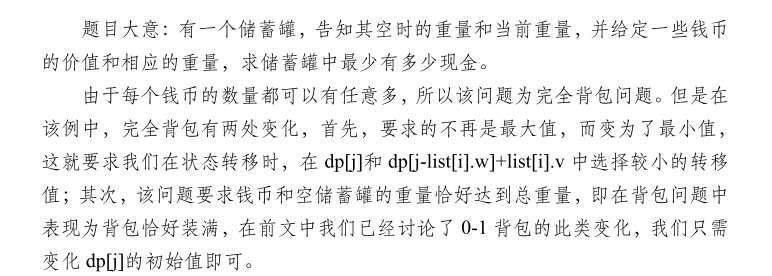 题目大意：有一个储蓄罐，告知其空时的重量和当前重量，并给定一些钱币
的价值和相应的重量，求储蓄罐中最少有多少现金。
由于每个钱币的数量都可以有任意多，所以该问题为完全背包问题。但是在
该例中，完全背包有两处变化，首先，要求的不再是最大值，而变为了最小值，
这就要求我们在状态转移时，在 dp[j]和 dp[j-list[i].w]+list[i].v 中选择较小的转移
值；其次，该问题要求钱币和空储蓄罐的重量恰好达到总重量，即在背包问题中
表现为背包恰好装满，在前文中我们已经讨论了 0-1 背包的此类变化，我们只需
变化 dp[j]的初始值即可。